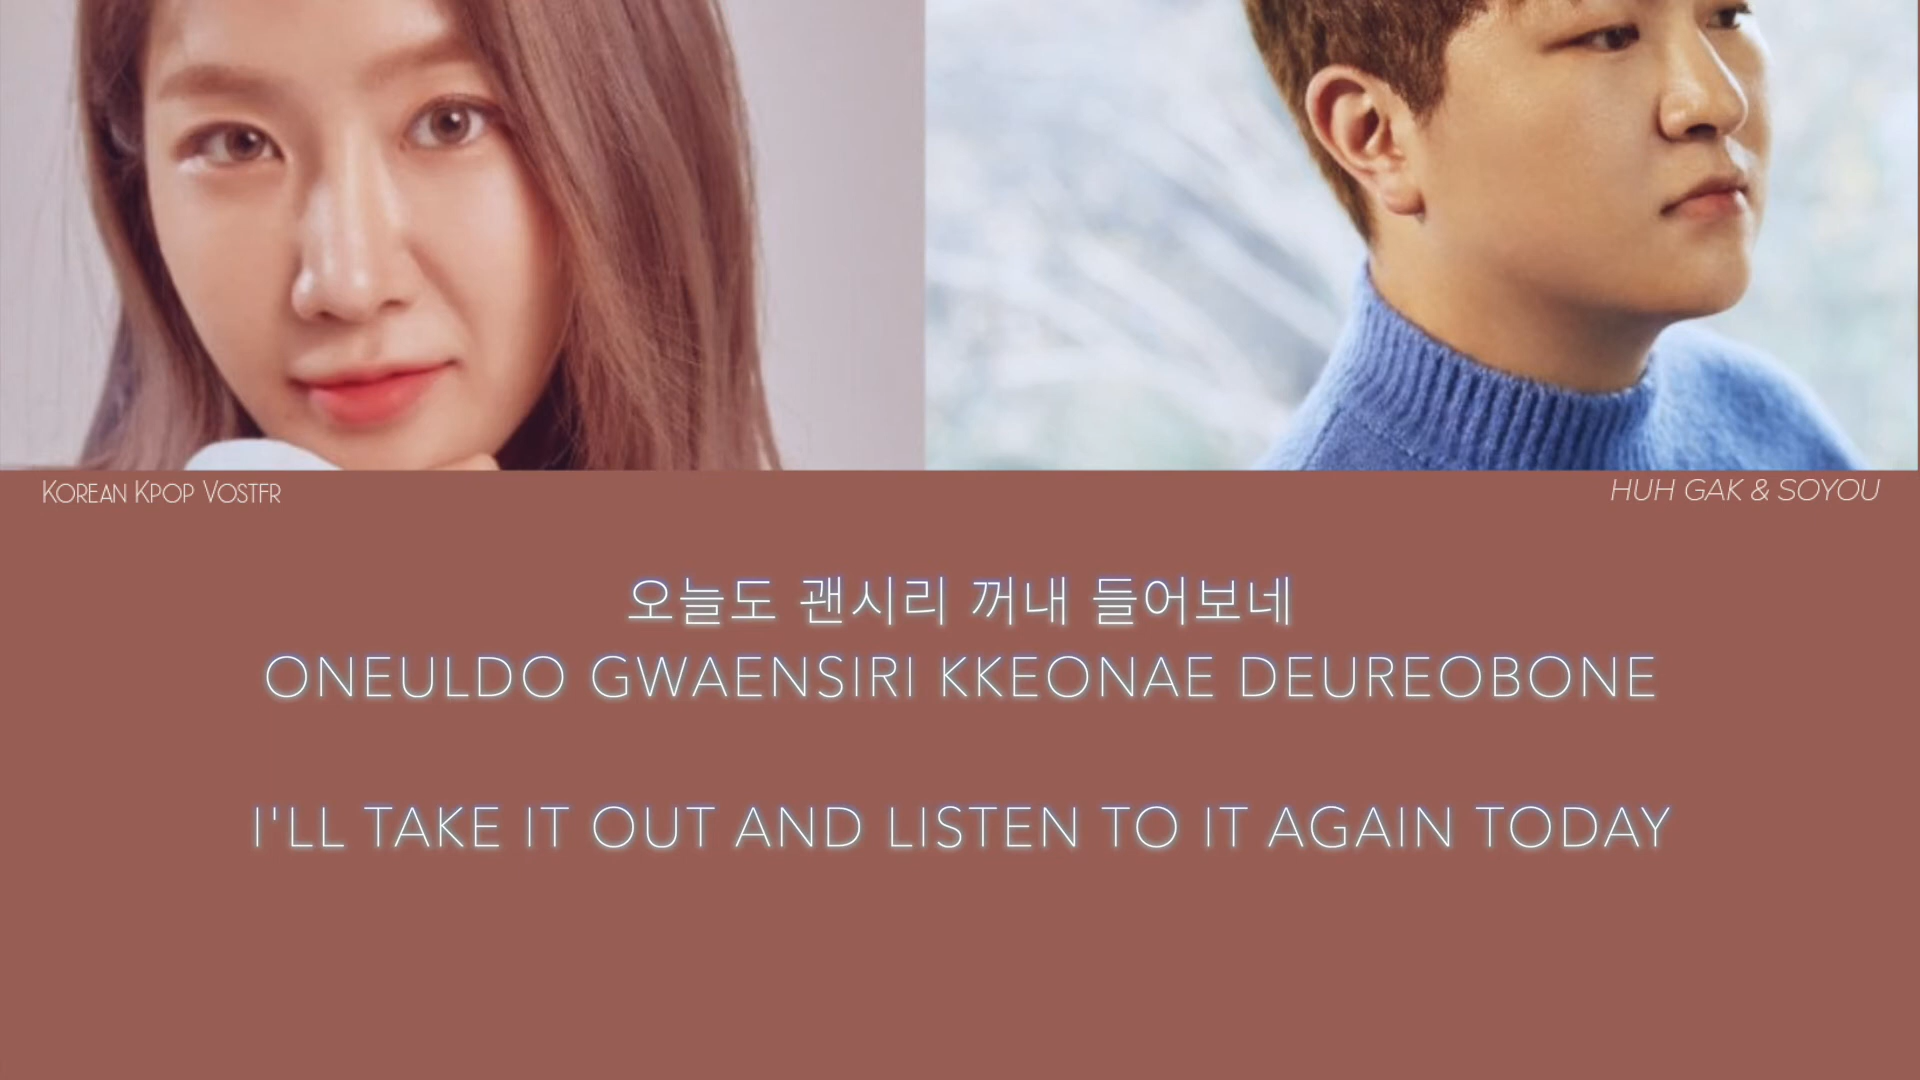 Korean Kpop Vostfr
HUH GAK & SOYOU
오늘도 괜시리 꺼내 들어보네
ONEULDO GWAENSIRI KKEONAE DEUREOBONE
I'LL TAKE IT OUT AND LISTEN TO IT AGAIN TODAY